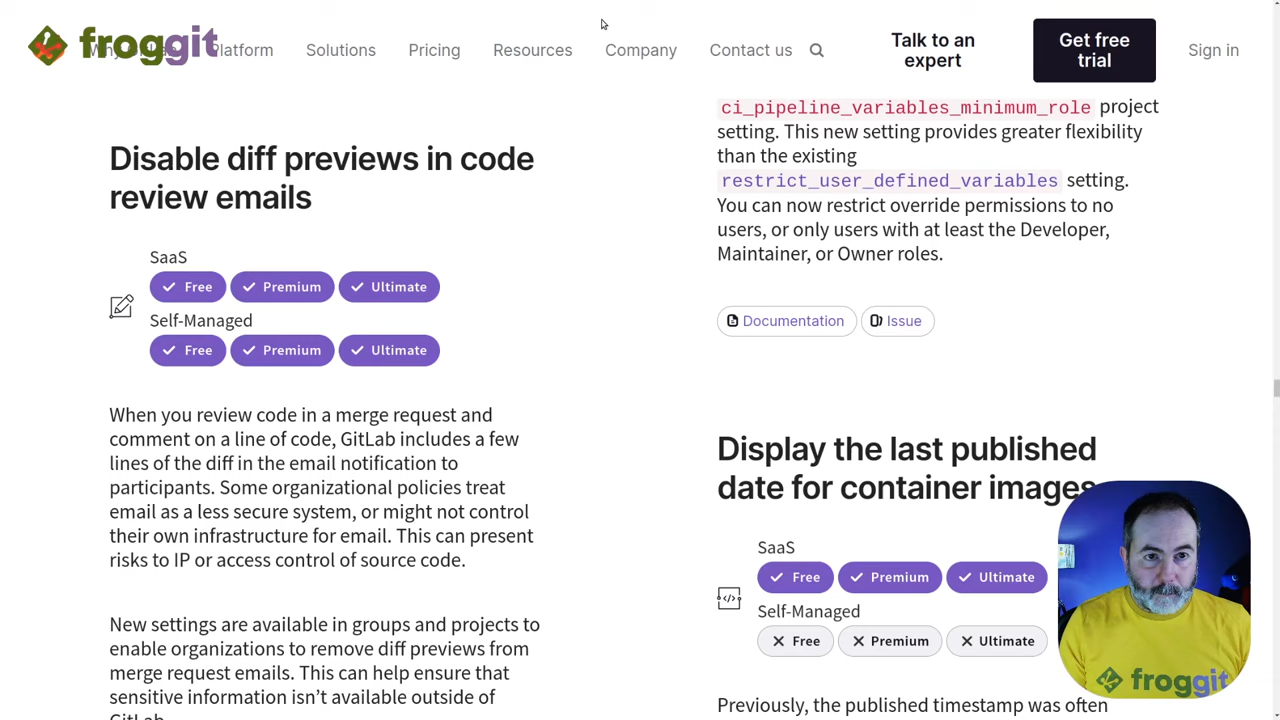 froggit
Platform
Solutions
Pricing
Resources
Company
Contact us
Talk to an
expert
Get free
trial
Sign in
Disable diff previews in code
review emails
SaaS
Free
Premium
Ultimate
Self-Managed
Free
Premium
Ultimate
When you review code in a merge request and
comment on a line of code, GitLab includes a few
lines of the diff in the email notification to
participants. Some organizational policies treat
email as a less secure system, or might not control
their own infrastructure for email. This can present
risks to IP or access control of source code.
New settings are available in groups and projects to
enable organizations to remove diff previews from
merge request emails. This can help ensure that
sensitive information isn’t available outside of
GitLab.
ci_pipeline_variables_minimum_role project
setting. This new setting provides greater flexibility
than the existing
restrict_user_defined_variables setting.
You can now restrict override permissions to no
users, or only users with at least the Developer,
Maintainer, or Owner roles.
Documentation
Issue
Display the last published
date for container images
SaaS
Free
Premium
Ultimate
Self-Managed
Free
Premium
Ultimate
Previously, the published timestamp was often
froggit